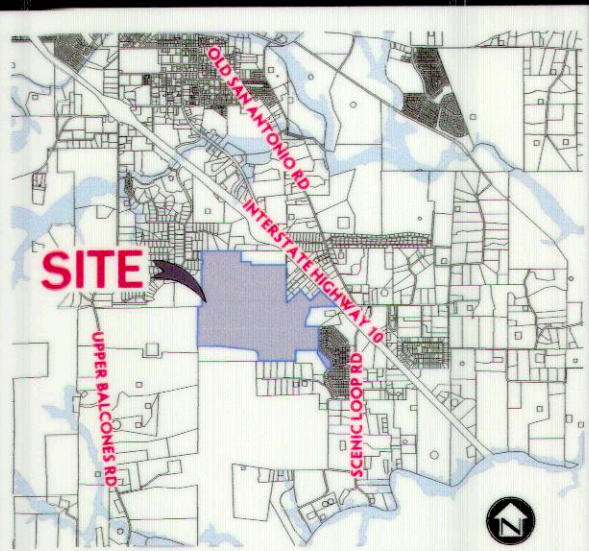 OLD SAN ANTONIO RD
INTERSTATE HIGHWAY 10
SITE
UPPER BALCONES RD
SCENIC LOOP RD
N